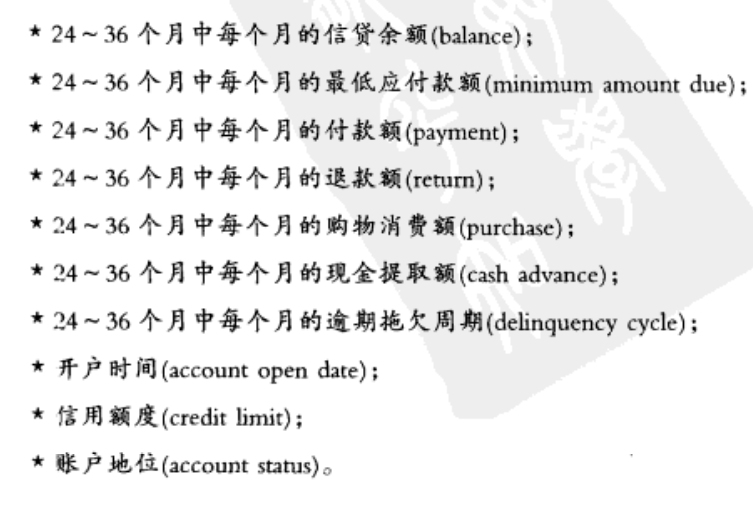 ★ 24~36 个月中每个月的信贷余额(balance);
★ 24~36 个月中每个月的最低应付款额(minimum amount due);
★ 24~36 个月中每个月的付款额(payment);
★ 24~36 个月中每个月的退款额(return);
★ 24~36 个月中每个月的购物消费额(purchase);
★ 24~36 个月中每个月的现金提取额(cash advance);
★ 24~36 个月中每个月的逾期拖欠周期(delinquency cycle);
★ 开户时间(account open date);
★ 信用额度(credit limit);
★ 账户地位(account status)。